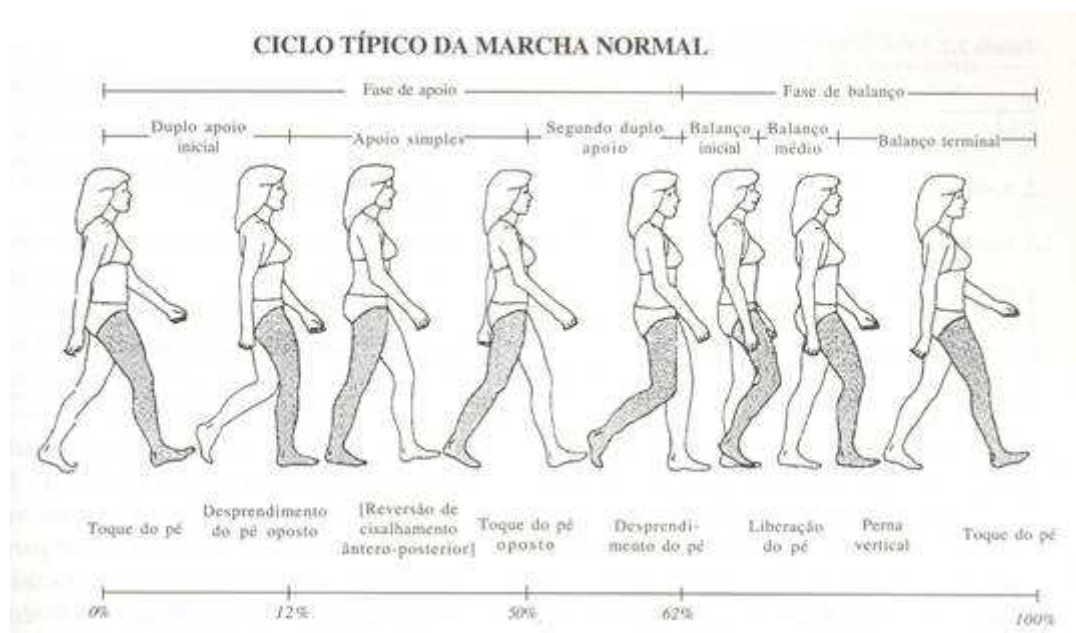 CICLO TÍPICO DA MARCHA NORMAL
Fase de apoio
Fase de balanço
Duplo apoio
inicial
Apoio simples
Segundo duplo
apoio
Balanço
inicial
Balanço
médio
Balanço terminal
Toque do pé
Desprendimento
do pé oposto
[Reversão de
cisalhamento
ântero-posterior]
Toque do pé
oposto
Desprendi-
mento do pé
Liberação
do pé
Perna
vertical
Toque do pé
0%
12%
50%
62%
100%